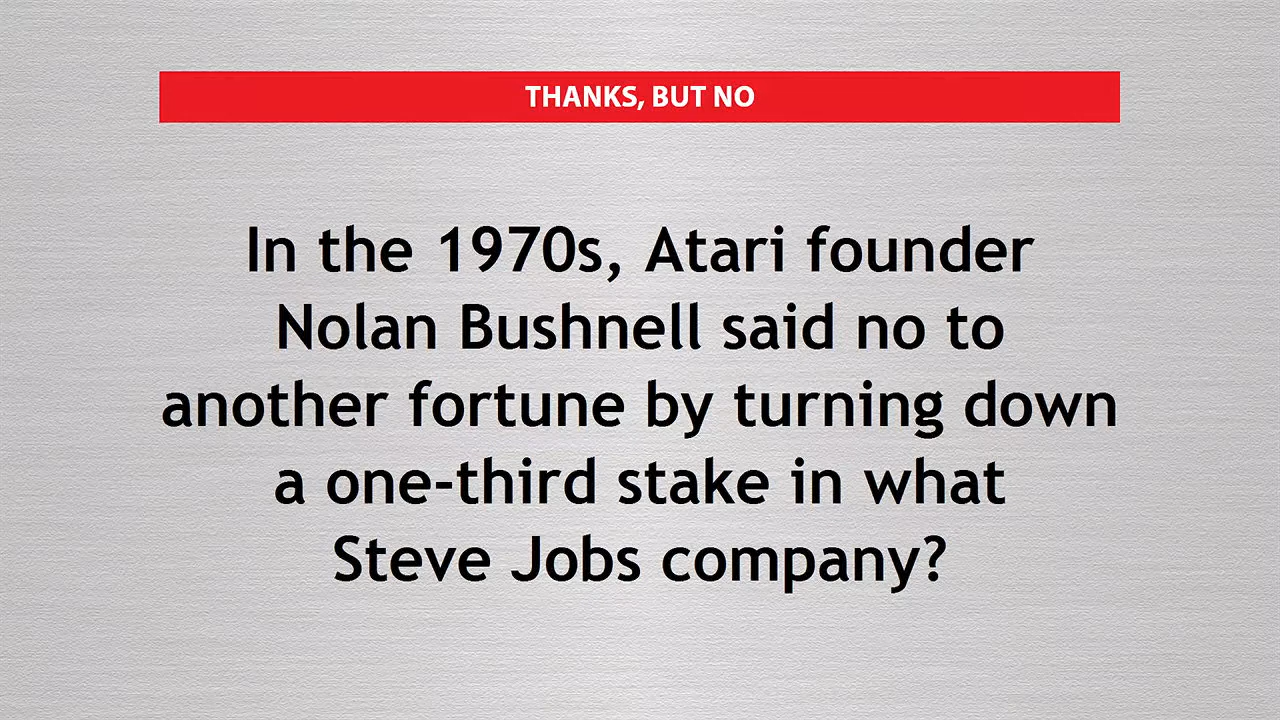 THANKS, BUT NO
In the 1970s, Atari founder
Nolan Bushnell said no to
another fortune by turning down
a one-third stake in what
Steve Jobs company?